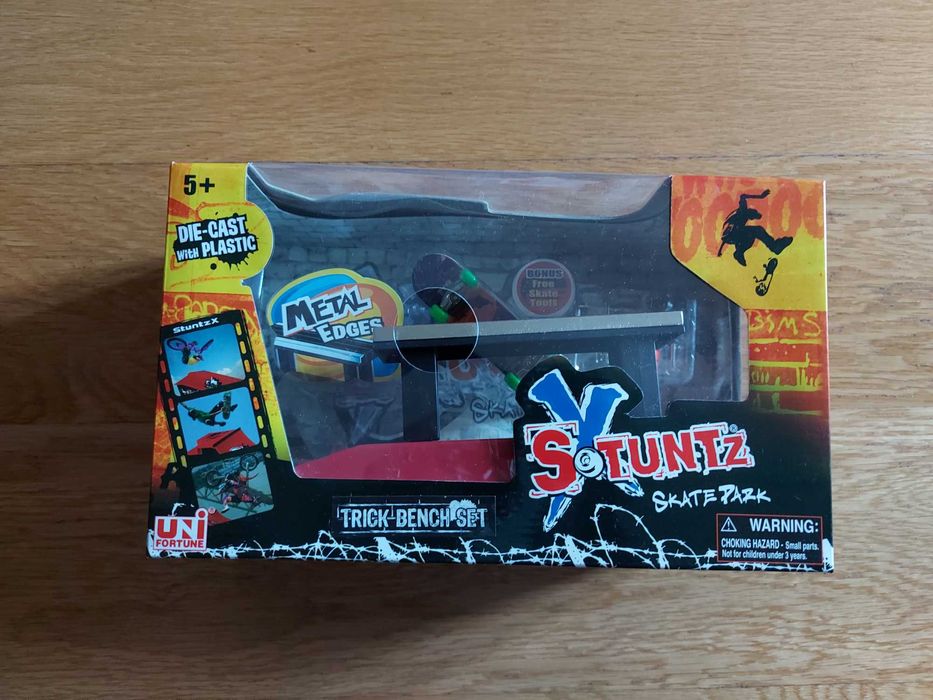 5+
DIE-CAST
with PLASTIC
METAL
EDGES
BONUS
Free
Skate
Tools
StuntzX
STUNTZ
X
SKATE PARK
TRICK BENCH SET
UNi
FORTUNE
WARNING:
CHOKING HAZARD - Small parts.
Not for children under 3 years.